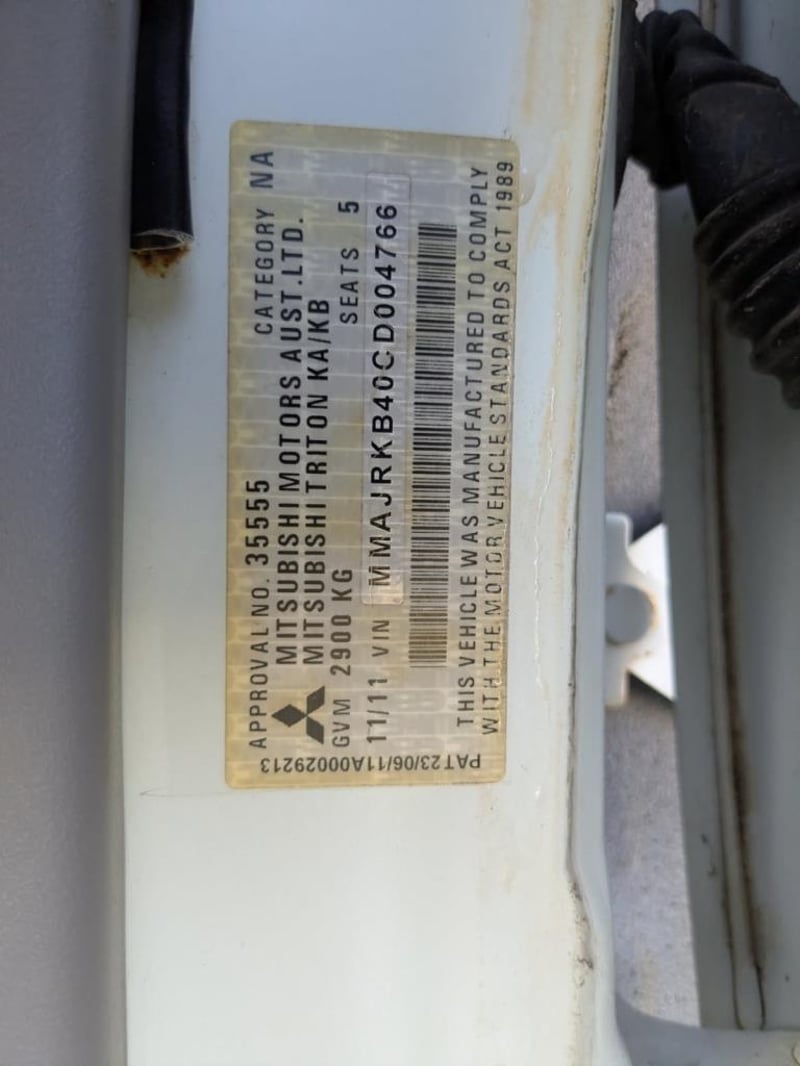 APPROVAL NO. 35555 CATEGORY NA
MITSUBISHI MOTORS AUST.LTD.
MITSUBISHI TRITON KA/KB
GVM 2900 KG SEATS 5
11/11 VIN MMAJRKB40CD004766
THIS VEHICLE WAS MANUFACTURED TO COMPLY
WITH THE MOTOR VEHICLE STANDARDS ACT 1989
PAT23/06/11A00029213